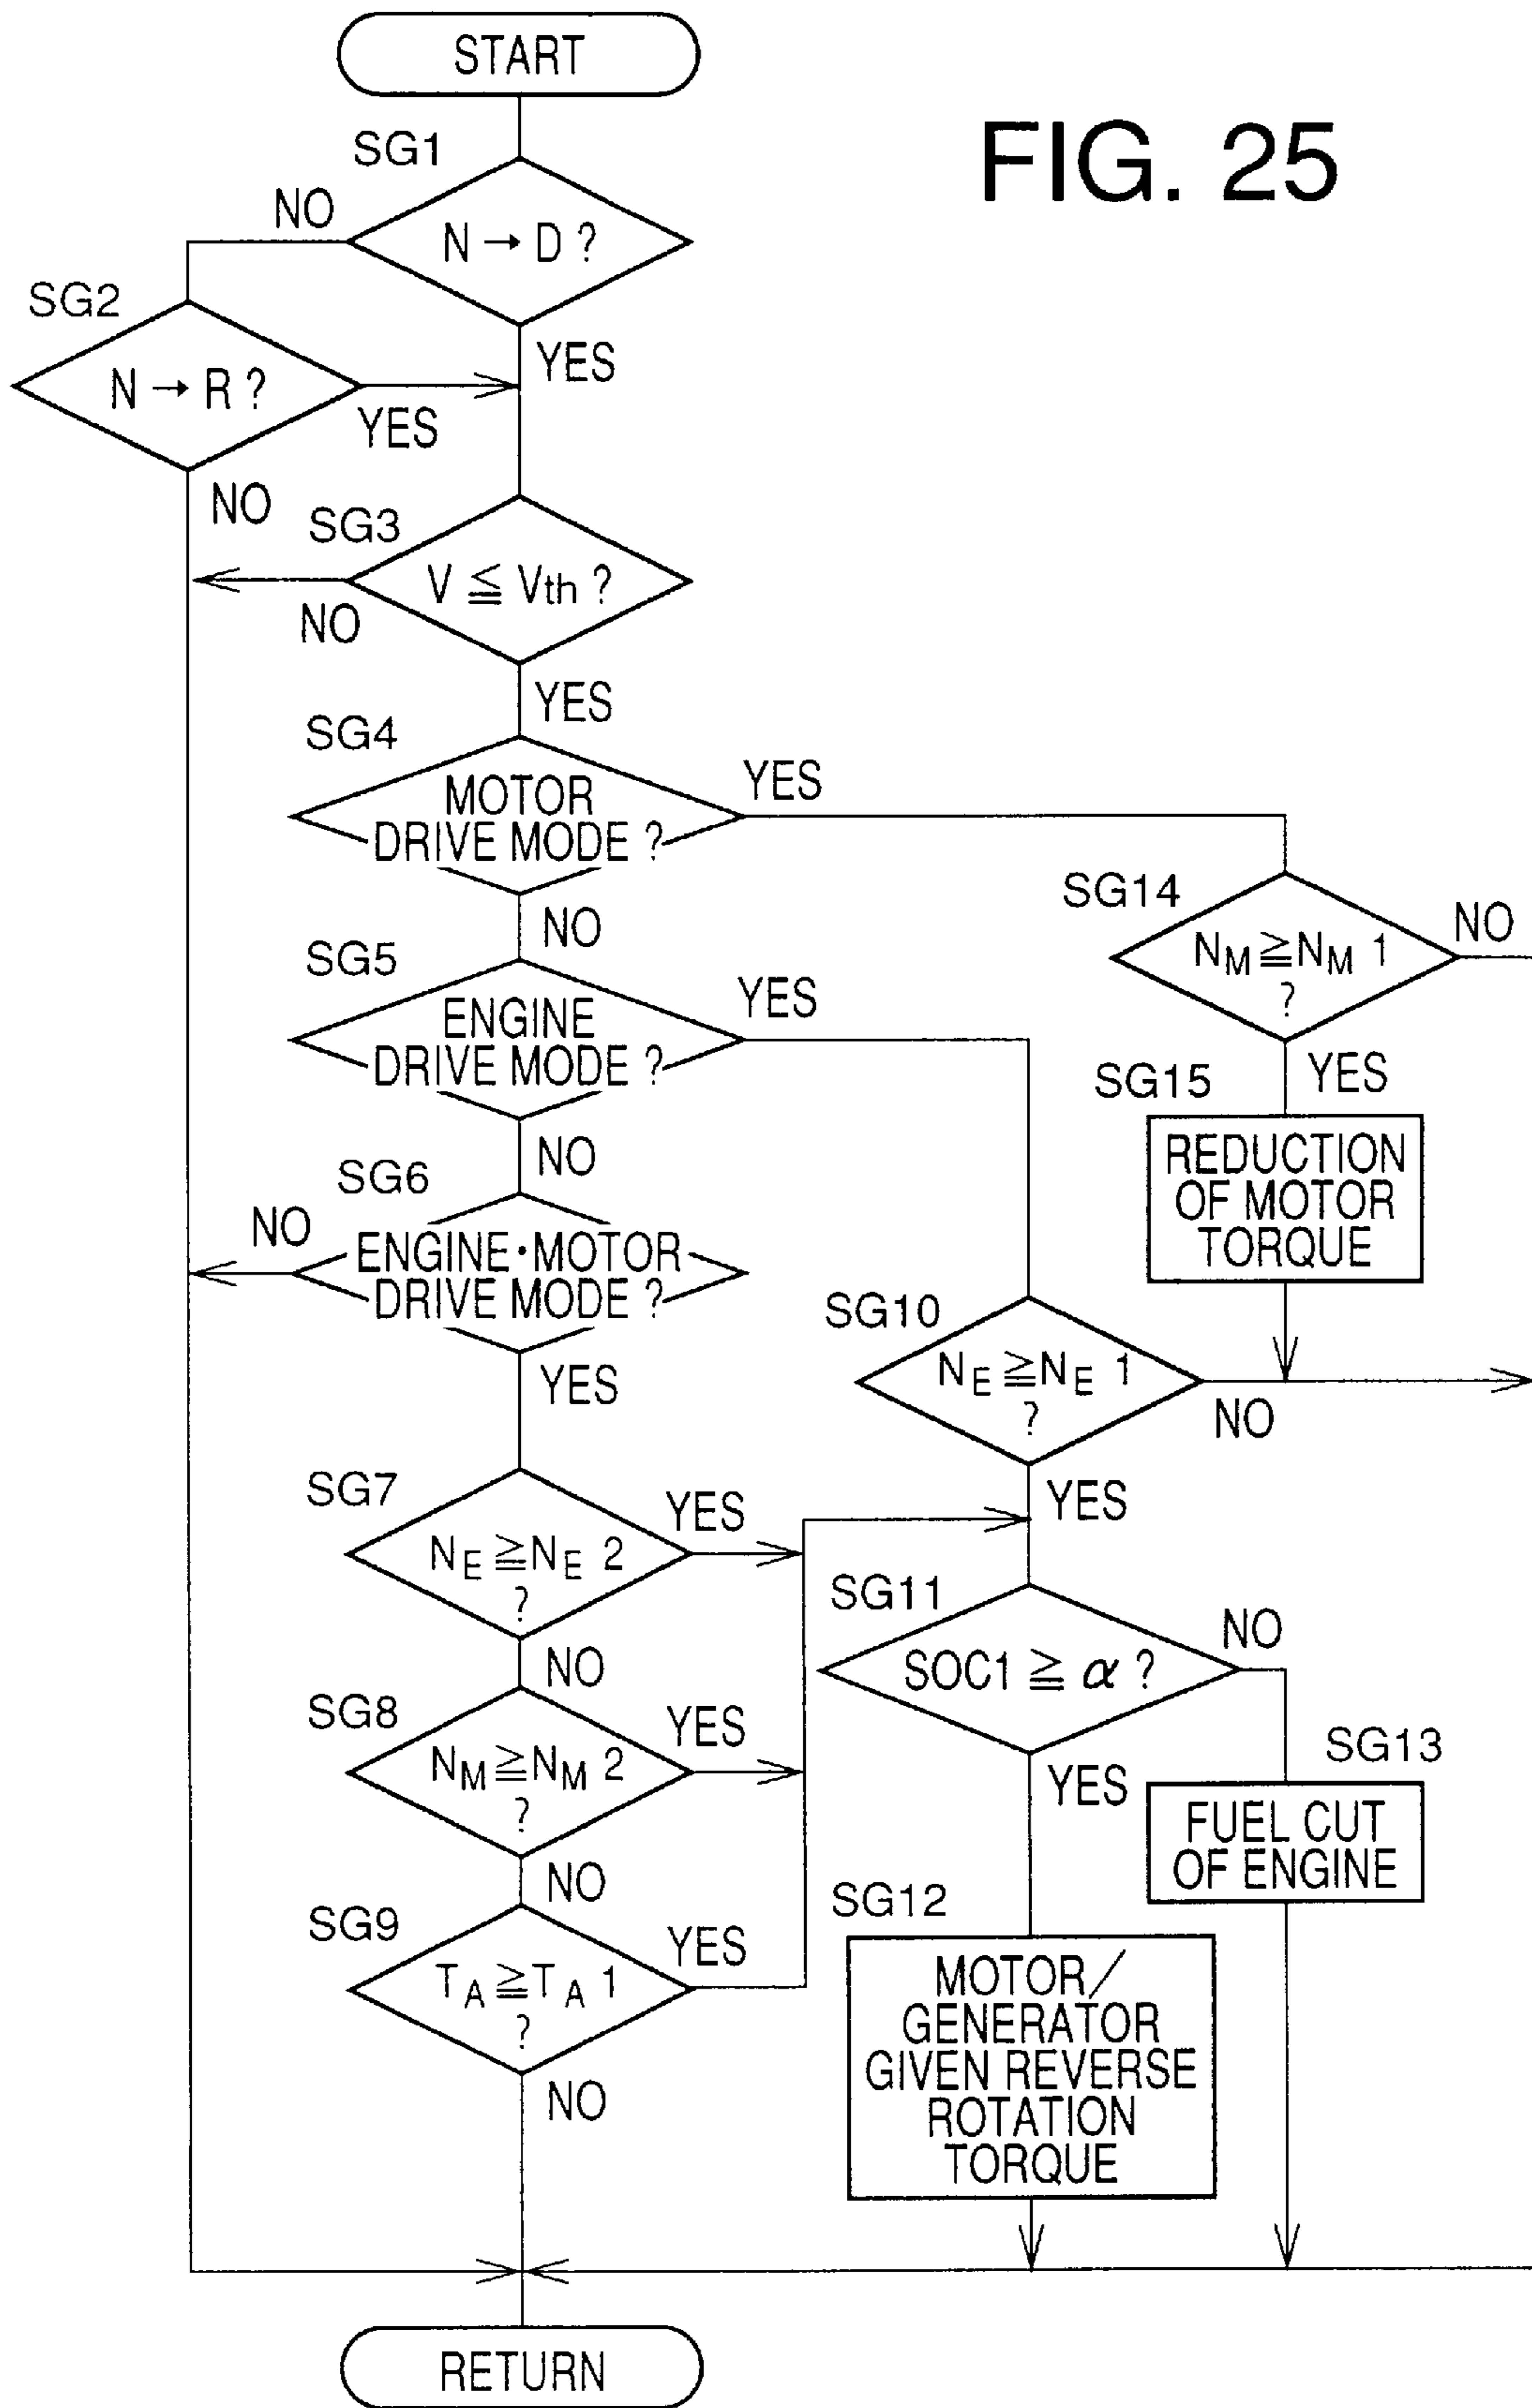 START
FIG. 25
SG1
NO
N → D ?
SG2
YES
N → R ?
YES
NO
SG3
V ≦ Vth ?
NO
YES
SG4
YES
MOTOR
DRIVE MODE ?
SG14
NO
NO
NM ≧ NM 1
?
SG5
YES
ENGINE
DRIVE MODE ?
SG15
YES
REDUCTION
OF MOTOR
TORQUE
NO
SG6
NO
ENGINE・MOTOR
DRIVE MODE ?
SG10
NE ≧ NE 1
?
YES
NO
SG7
YES
YES
NE ≧ NE 2
?
SG11
NO
SOC1 ≧ α ?
NO
SG8
YES
SG13
NM ≧ NM 2
?
YES
FUEL CUT
OF ENGINE
NO
SG12
SG9
YES
TA ≧ TA 1
?
MOTOR/
GENERATOR
GIVEN REVERSE
ROTATION
TORQUE
NO
RETURN